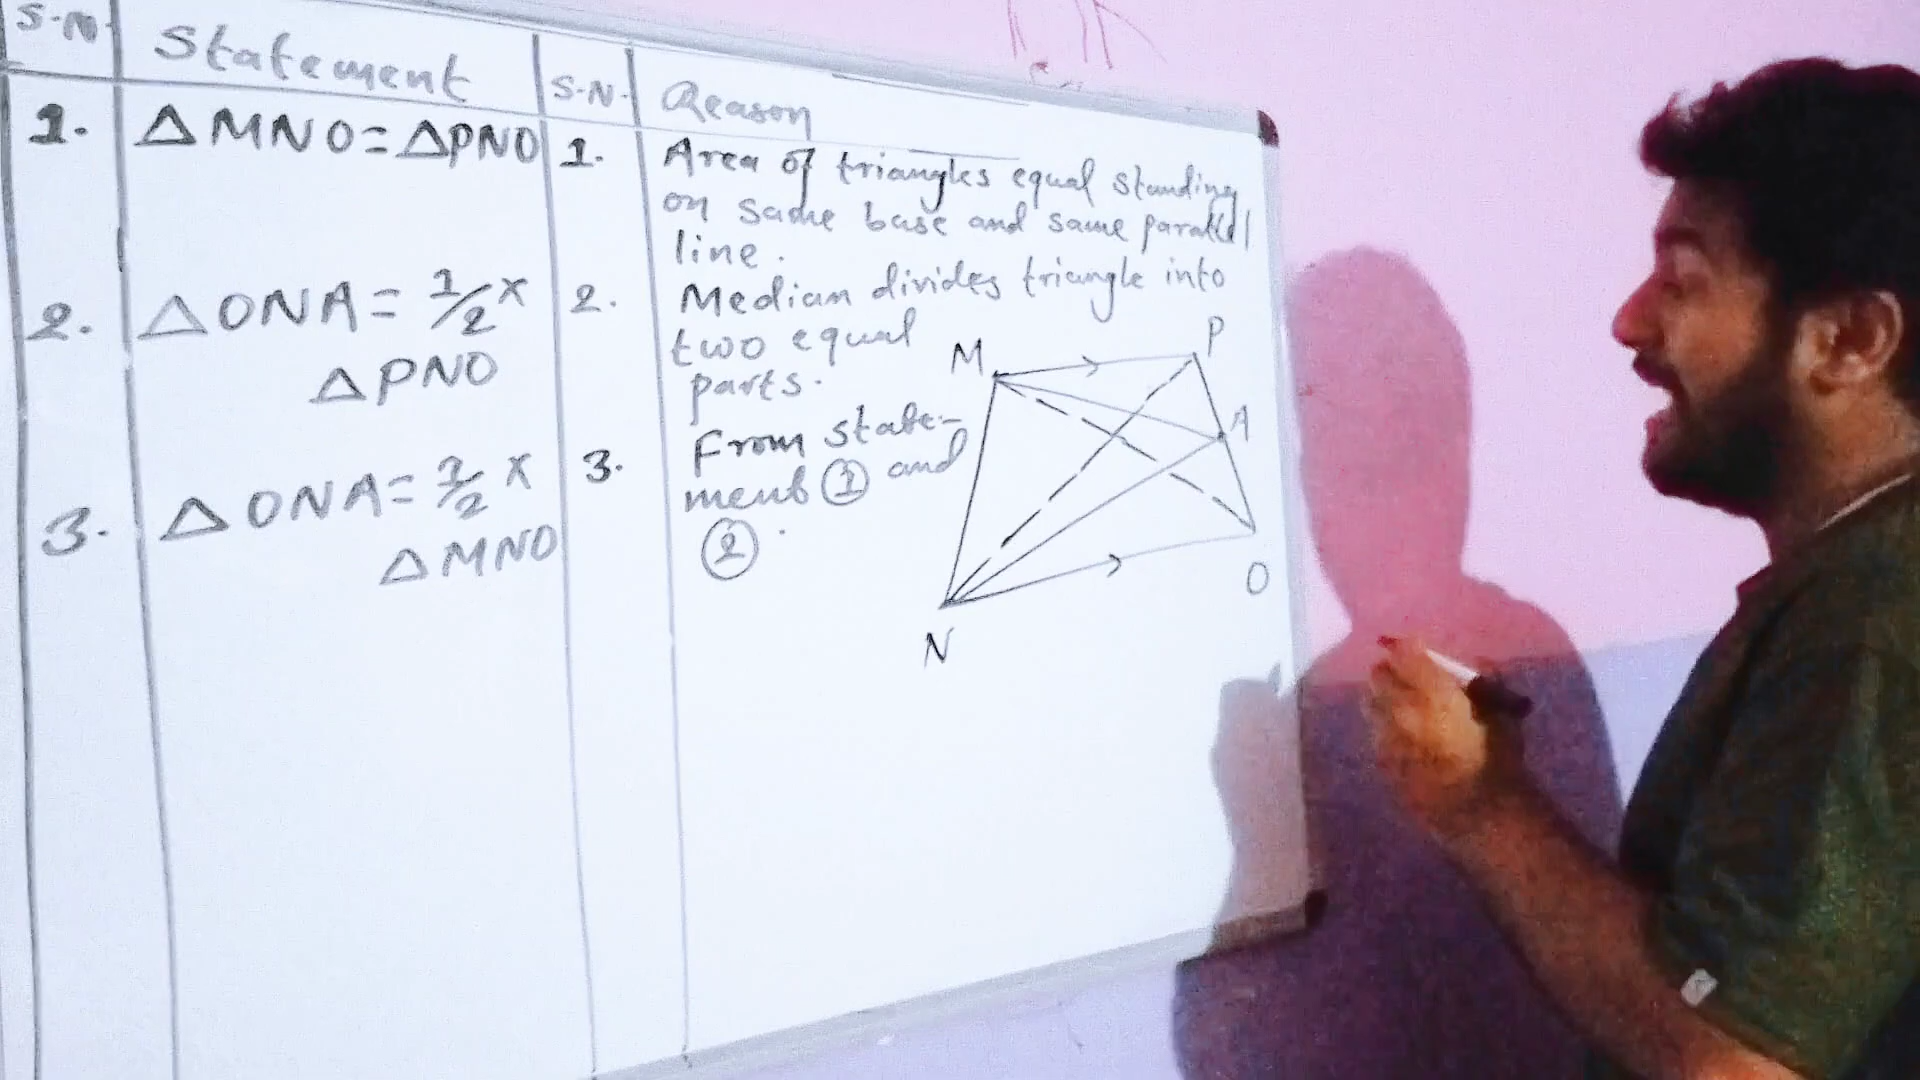 S.N.
Statement
S.N.
Reason
1.
△MNO=△PNO
1.
Area of triangles equal standing
on same base and same parallel
line.
2.
△ONA= 1/2 x
△PNO
2.
Median divides triangle into
two equal
parts.
3.
△ONA= 1/2 x
△MNO
3.
From state-
ment ① and
② .
M
P
A
O
N